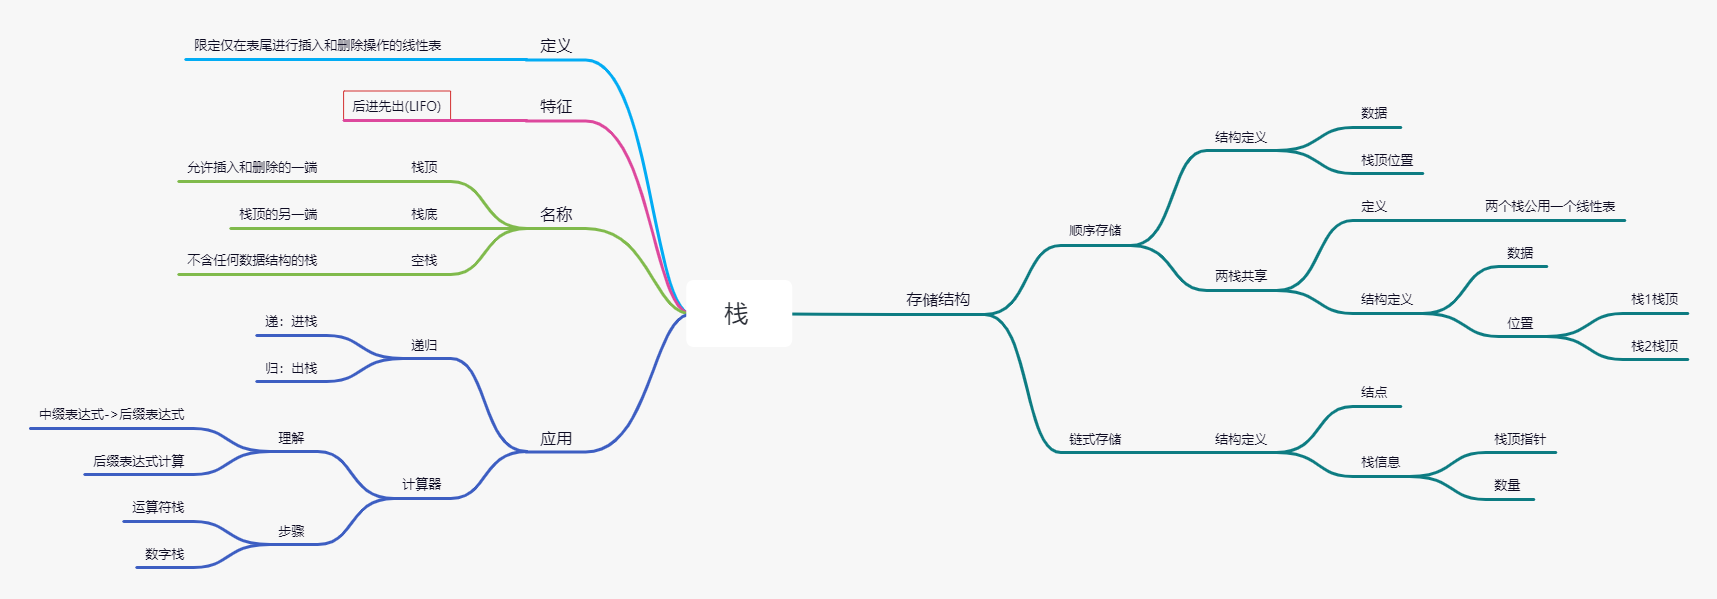 栈
定义
限定仅在表尾进行插入和删除操作的线性表
特征
后进先出(LIFO)
名称
栈顶
允许插入和删除的一端
栈底
栈顶的另一端
空栈
不含任何数据结构的栈
应用
递归
递：进栈
归：出栈
计算器
理解
中缀表达式->后缀表达式
后缀表达式计算
步骤
运算符栈
数字栈
存储结构
顺序存储
结构定义
数据
栈顶位置
两栈共享
定义
两个栈公用一个线性表
结构定义
数据
位置
栈1栈顶
栈2栈顶
链式存储
结构定义
结点
栈信息
栈顶指针
数量